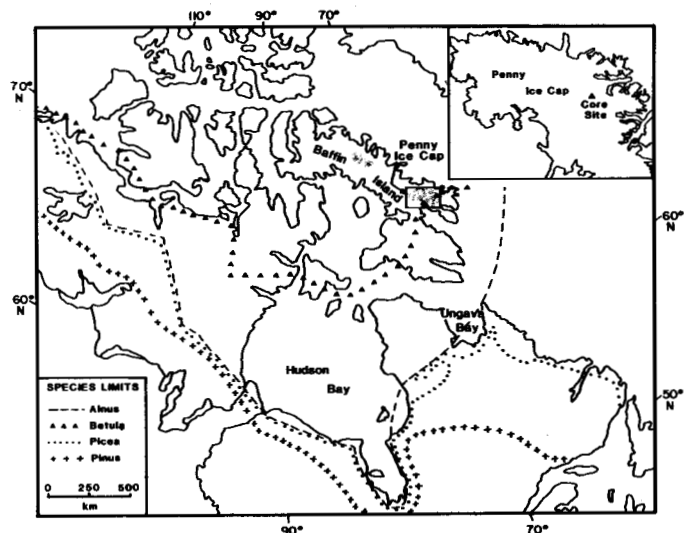 110° 90° 70°
70°
N
60°
N
60°
N
50°
N
90° 70°
Penny
Ice Cap
Core
Site
Penny
Ice Cap
Baffin
Island
Ungava
Bay
Hudson
Bay
SPECIES LIMITS
Alnus
Betula
Picea
Pinus
0 250 500
km